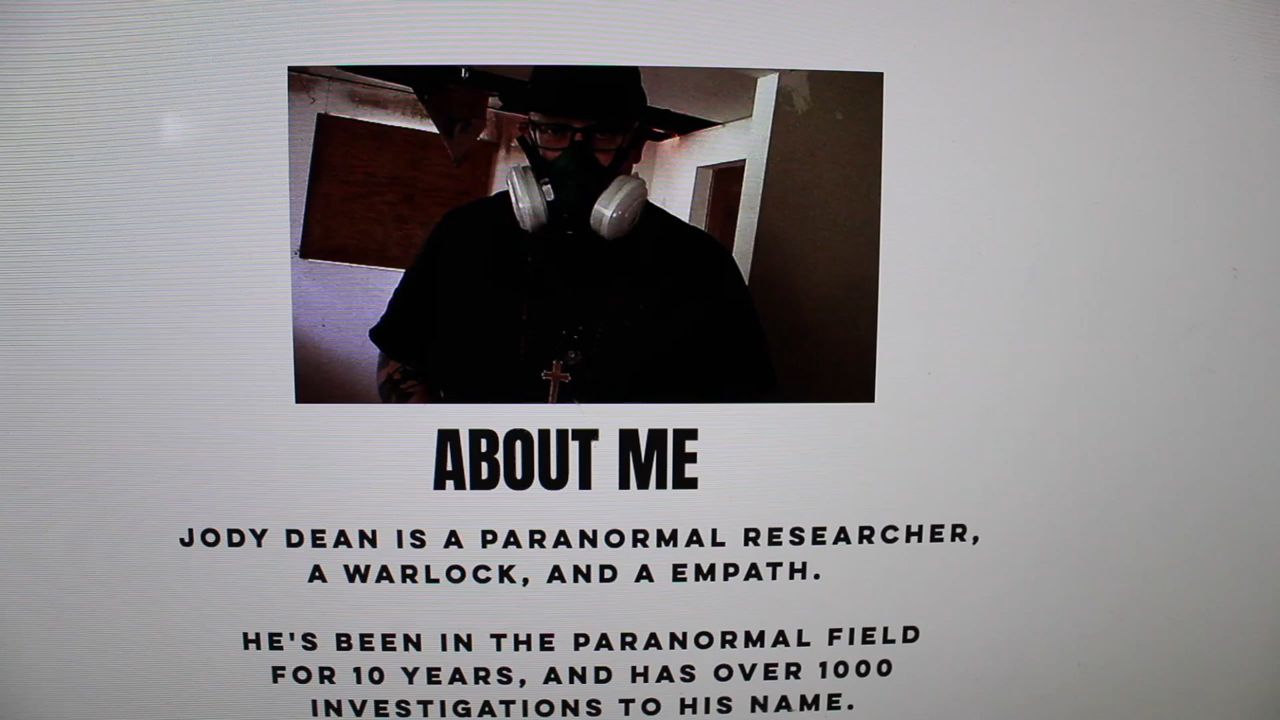 ABOUT ME
JODY DEAN IS A PARANORMAL RESEARCHER,
A WARLOCK, AND A EMPATH.
HE'S BEEN IN THE PARANORMAL FIELD
FOR 10 YEARS, AND HAS OVER 1000
INVESTIGATIONS TO HIS NAME.